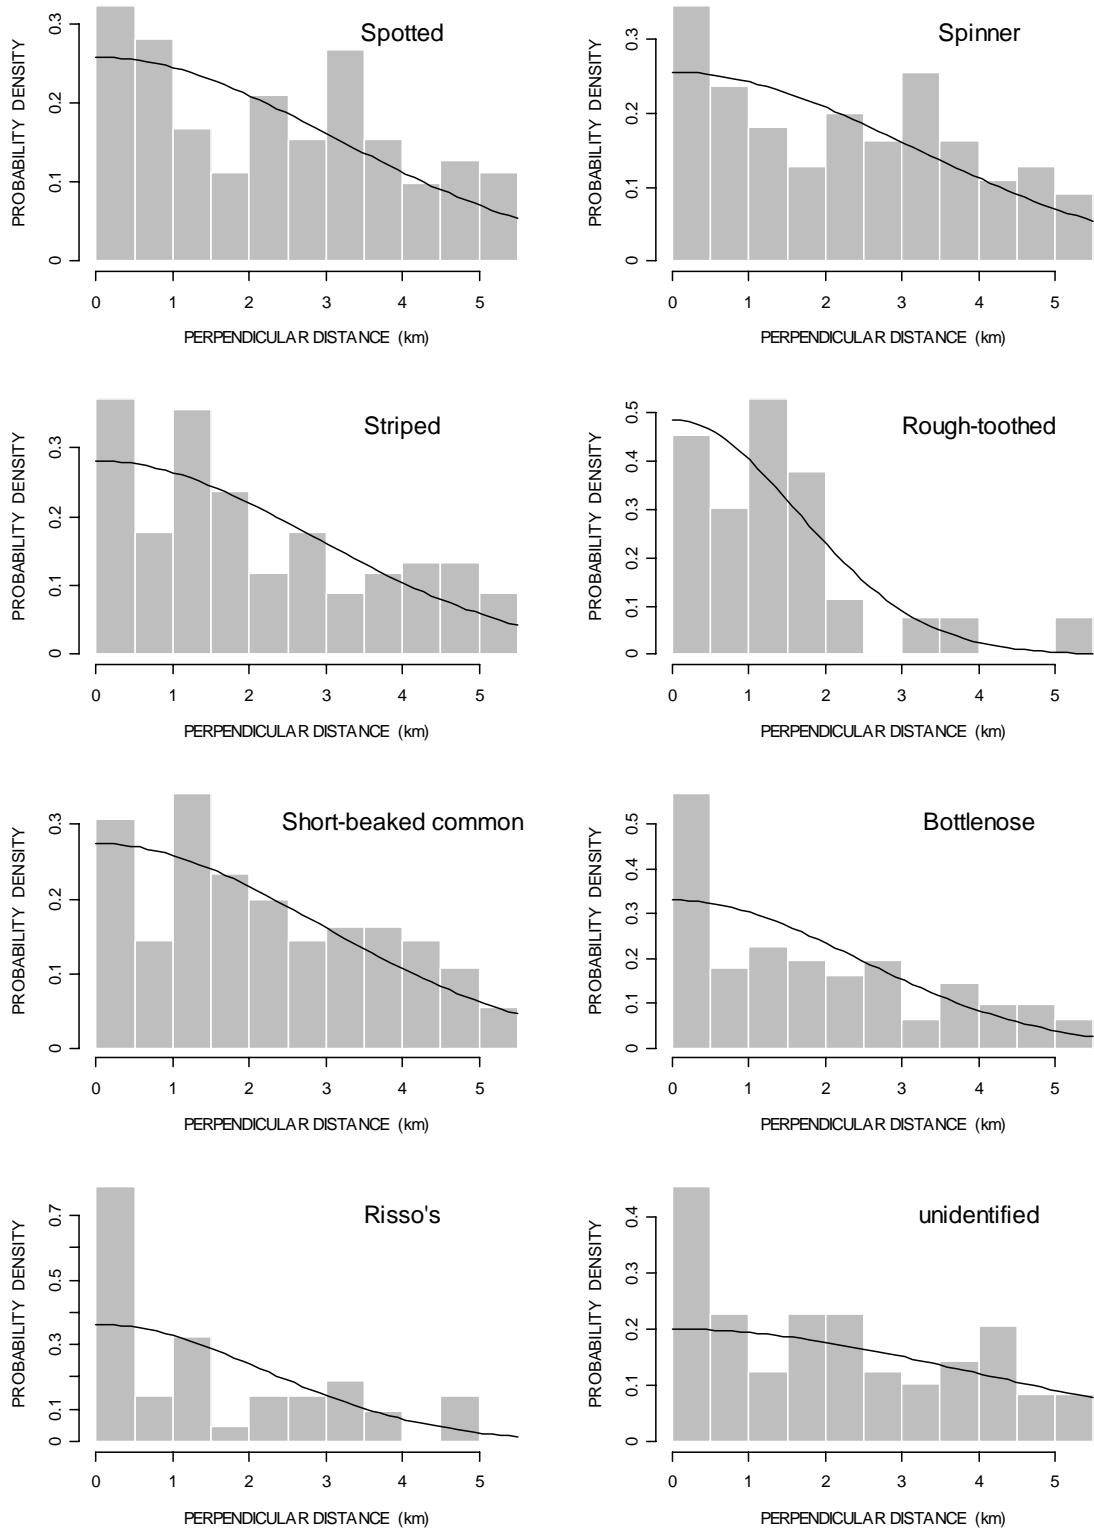 Spotted
PROBABILITY DENSITY
0 0.1 0.2 0.3
0 1 2 3 4 5
PERPENDICULAR DISTANCE (km)
Spinner
PROBABILITY DENSITY
0 0.1 0.2 0.3
0 1 2 3 4 5
PERPENDICULAR DISTANCE (km)
Striped
PROBABILITY DENSITY
0 0.1 0.2 0.3
0 1 2 3 4 5
PERPENDICULAR DISTANCE (km)
Rough-toothed
PROBABILITY DENSITY
0 0.1 0.2 0.3 0.4 0.5
0 1 2 3 4 5
PERPENDICULAR DISTANCE (km)
Short-beaked common
PROBABILITY DENSITY
0 0.1 0.2 0.3
0 1 2 3 4 5
PERPENDICULAR DISTANCE (km)
Bottlenose
PROBABILITY DENSITY
0 0.1 0.2 0.3 0.4 0.5
0 1 2 3 4 5
PERPENDICULAR DISTANCE (km)
Risso's
PROBABILITY DENSITY
0 0.1 0.3 0.5 0.7
0 1 2 3 4 5
PERPENDICULAR DISTANCE (km)
unidentified
PROBABILITY DENSITY
0 0.1 0.2 0.3 0.4
0 1 2 3 4 5
PERPENDICULAR DISTANCE (km)